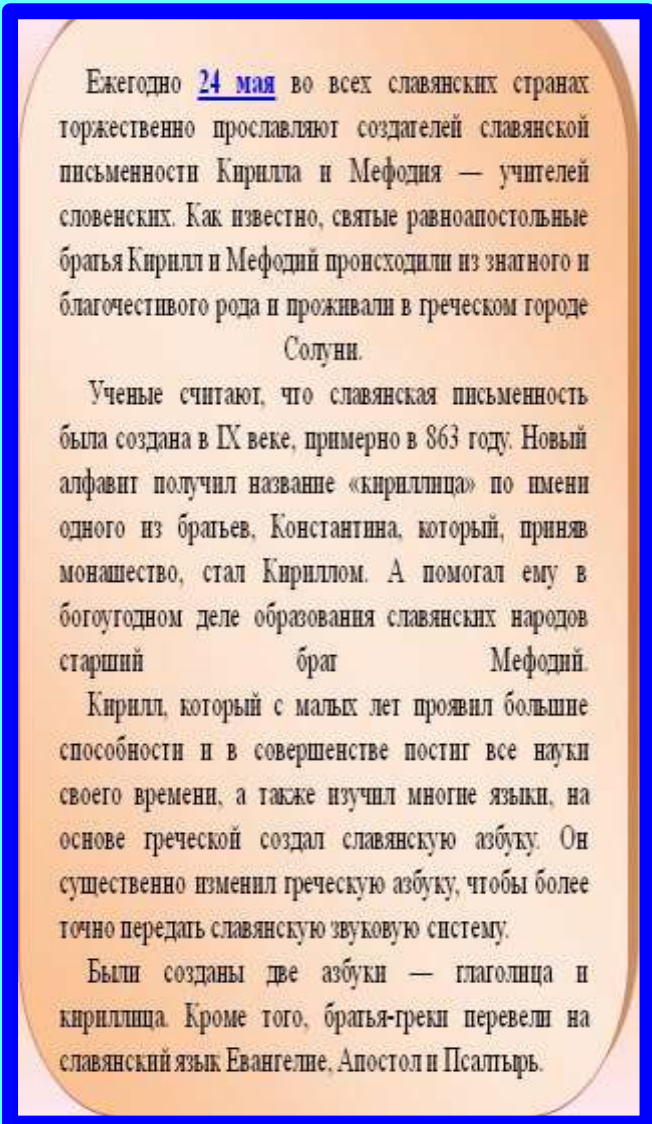 Ежегодно 24 мая во всех славянских странах
торжественно прославляют создателей славянской
письменности Кирилла и Мефодия — учителей
словенских. Как известно, святые равноапостольные
братья Кирилл и Мефодий происходили из знатного и
благочестивого рода и проживали в греческом городе
Солуни.
Ученые считают, что славянская письменность
была создана в IX веке, примерно в 863 году. Новый
алфавит получил название «кириллица» по имени
одного из братьев, Константина, который, приняв
монашество, стал Кириллом. А помогал ему в
богоугодном деле образования славянских народов
старший брат Мефодий.
Кирилл, который с малых лет проявил большие
способности и в совершенстве постиг все науки
своего времени, а также изучил многие языки, на
основе греческой создал славянскую азбуку. Он
существенно изменил греческую азбуку, чтобы более
точно передать славянскую звуковую систему.
Были созданы две азбуки — глаголица и
кириллица. Кроме того, братья-греки перевели на
славянский язык Евангелие, Апостол и Псалтырь.